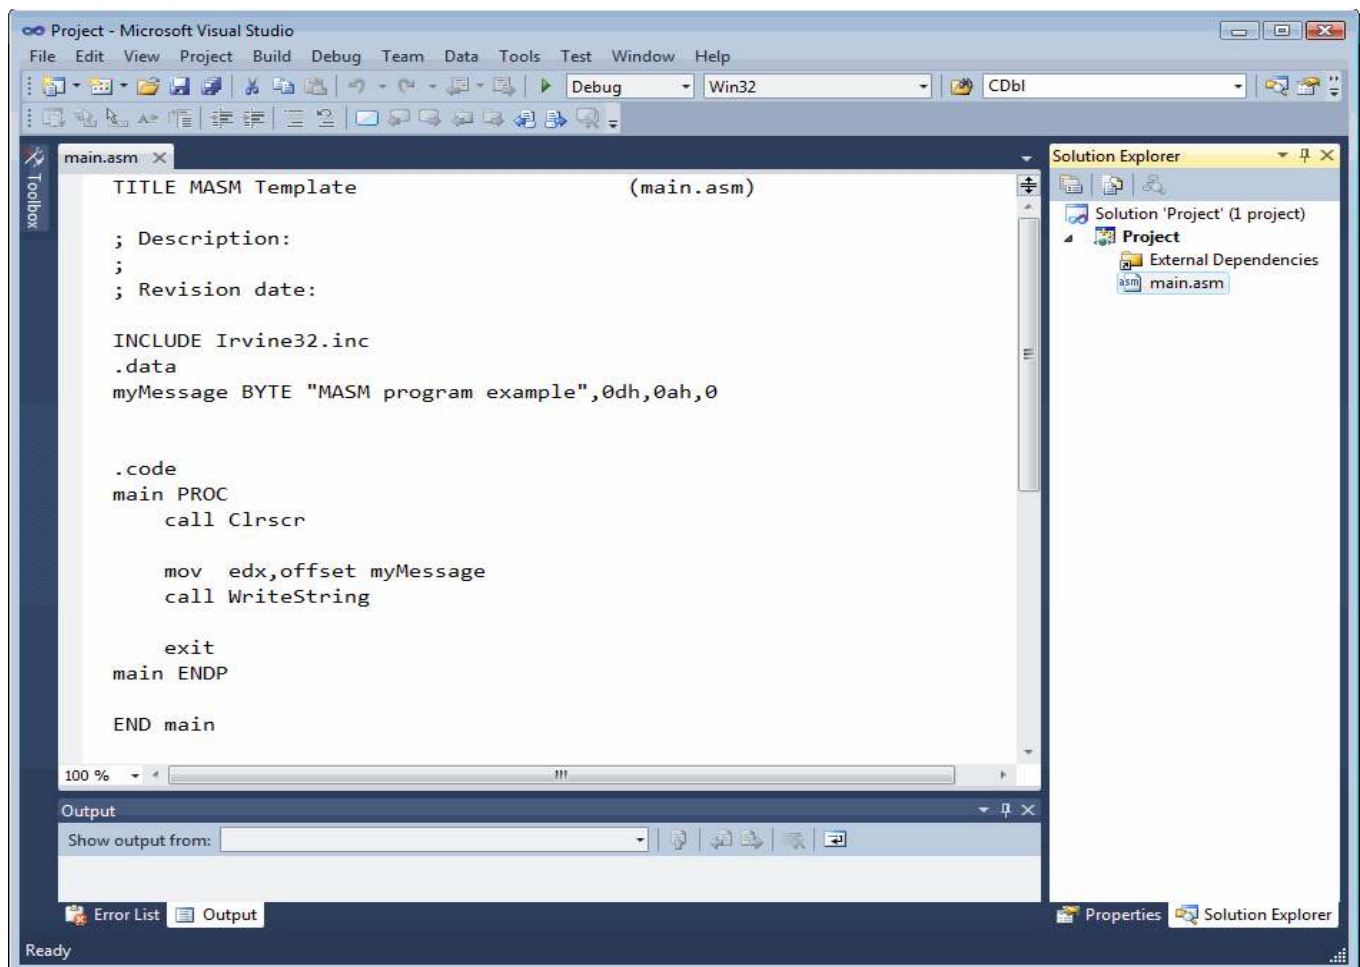 Project - Microsoft Visual Studio
File Edit View Project Build Debug Team Data Tools Test Window Help
Debug Win32 CDbl
Toolbox
main.asm
TITLE MASM Template (main.asm)
; Description:
;
; Revision date:
INCLUDE Irvine32.inc
.data
myMessage BYTE "MASM program example",0dh,0ah,0
.code
main PROC
call Clrscr
mov edx,offset myMessage
call WriteString
exit
main ENDP
END main
100 %
Output
Show output from:
Error List Output
Solution Explorer
Solution 'Project' (1 project)
Project
External Dependencies
asm main.asm
Properties Solution Explorer
Ready